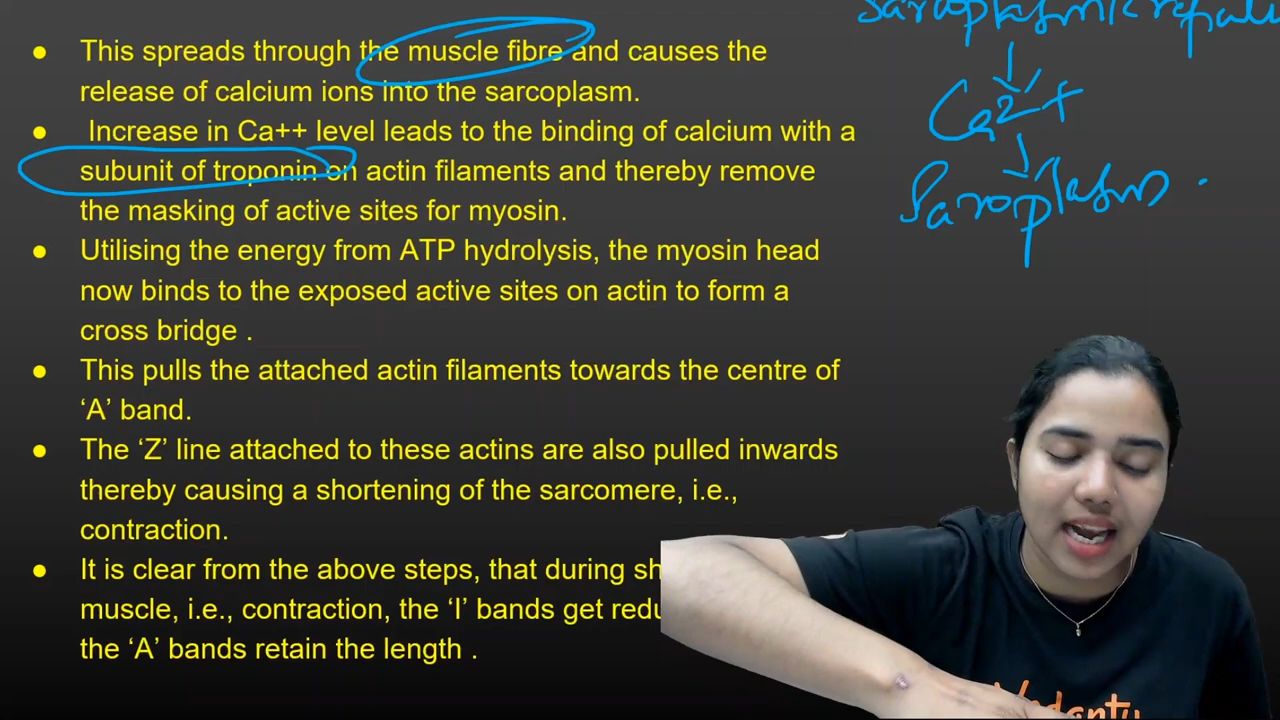 ● This spreads through the muscle fibre and causes the
release of calcium ions into the sarcoplasm.
● Increase in Ca++ level leads to the binding of calcium with a
subunit of troponin on actin filaments and thereby remove
the masking of active sites for myosin.
● Utilising the energy from ATP hydrolysis, the myosin head
now binds to the exposed active sites on actin to form a
cross bridge .
● This pulls the attached actin filaments towards the centre of
‘A’ band.
● The ‘Z’ line attached to these actins are also pulled inwards
thereby causing a shortening of the sarcomere, i.e.,
contraction.
● It is clear from the above steps, that during sh
muscle, i.e., contraction, the ‘I’ bands get redu
the ‘A’ bands retain the length .
Ca2+
Vedantu